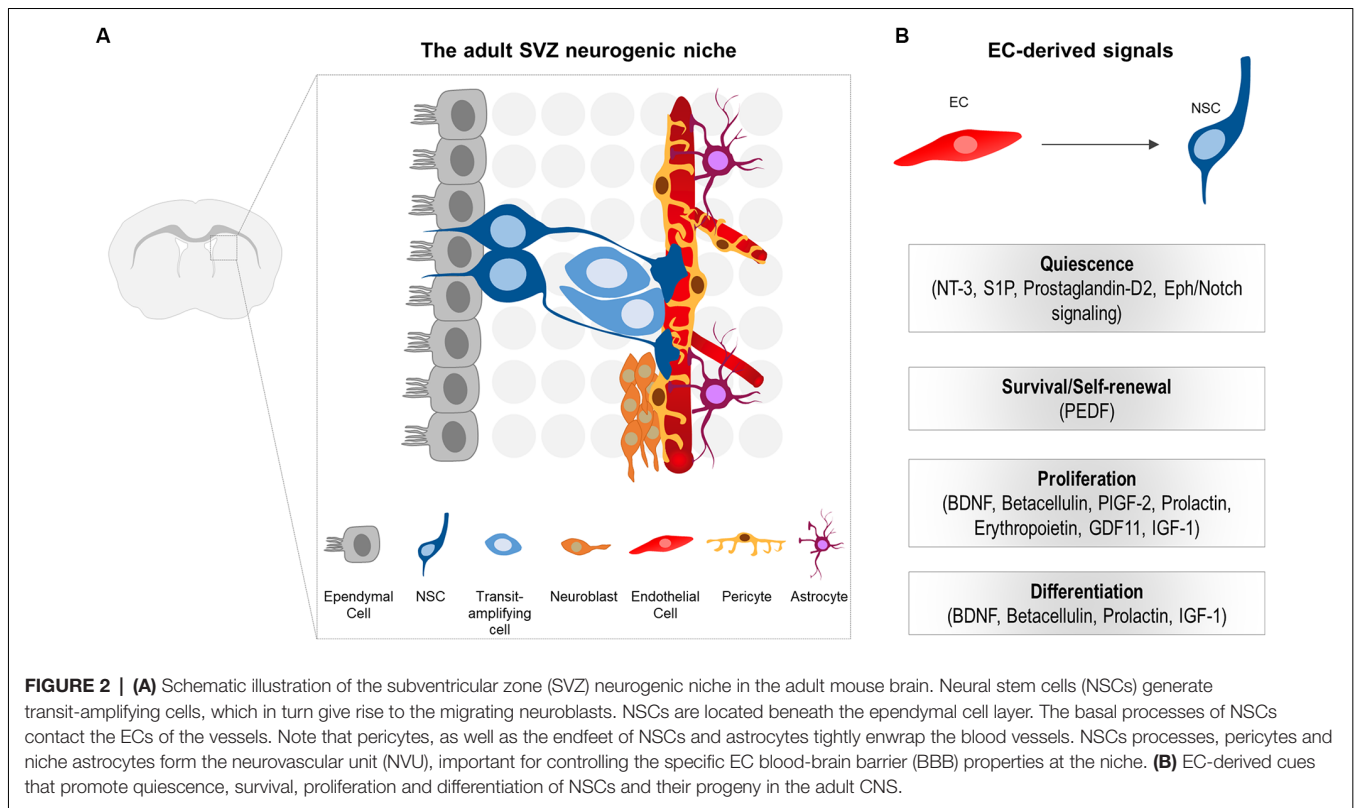 A
The adult SVZ neurogenic niche
Ependymal
Cell
NSC
Transit-
amplifying
cell
Neuroblast
Endothelial
Cell
Pericyte
Astrocyte
B
EC-derived signals
EC
NSC
Quiescence
(NT-3, S1P, Prostaglandin-D2, Eph/Notch
signaling)
Survival/Self-renewal
(PEDF)
Proliferation
(BDNF, Betacellulin, PlGF-2, Prolactin,
Erythropoietin, GDF11, IGF-1)
Differentiation
(BDNF, Betacellulin, Prolactin, IGF-1)
FIGURE 2 | (A) Schematic illustration of the subventricular zone (SVZ) neurogenic niche in the adult mouse brain. Neural stem cells (NSCs) generate
transit-amplifying cells, which in turn give rise to the migrating neuroblasts. NSCs are located beneath the ependymal cell layer. The basal processes of NSCs
contact the ECs of the vessels. Note that pericytes, as well as the endfeet of NSCs and astrocytes tightly enwrap the blood vessels. NSCs processes, pericytes and
niche astrocytes form the neurovascular unit (NVU), important for controlling the specific EC blood-brain barrier (BBB) properties at the niche. (B) EC-derived cues
that promote quiescence, survival, proliferation and differentiation of NSCs and their progeny in the adult CNS.